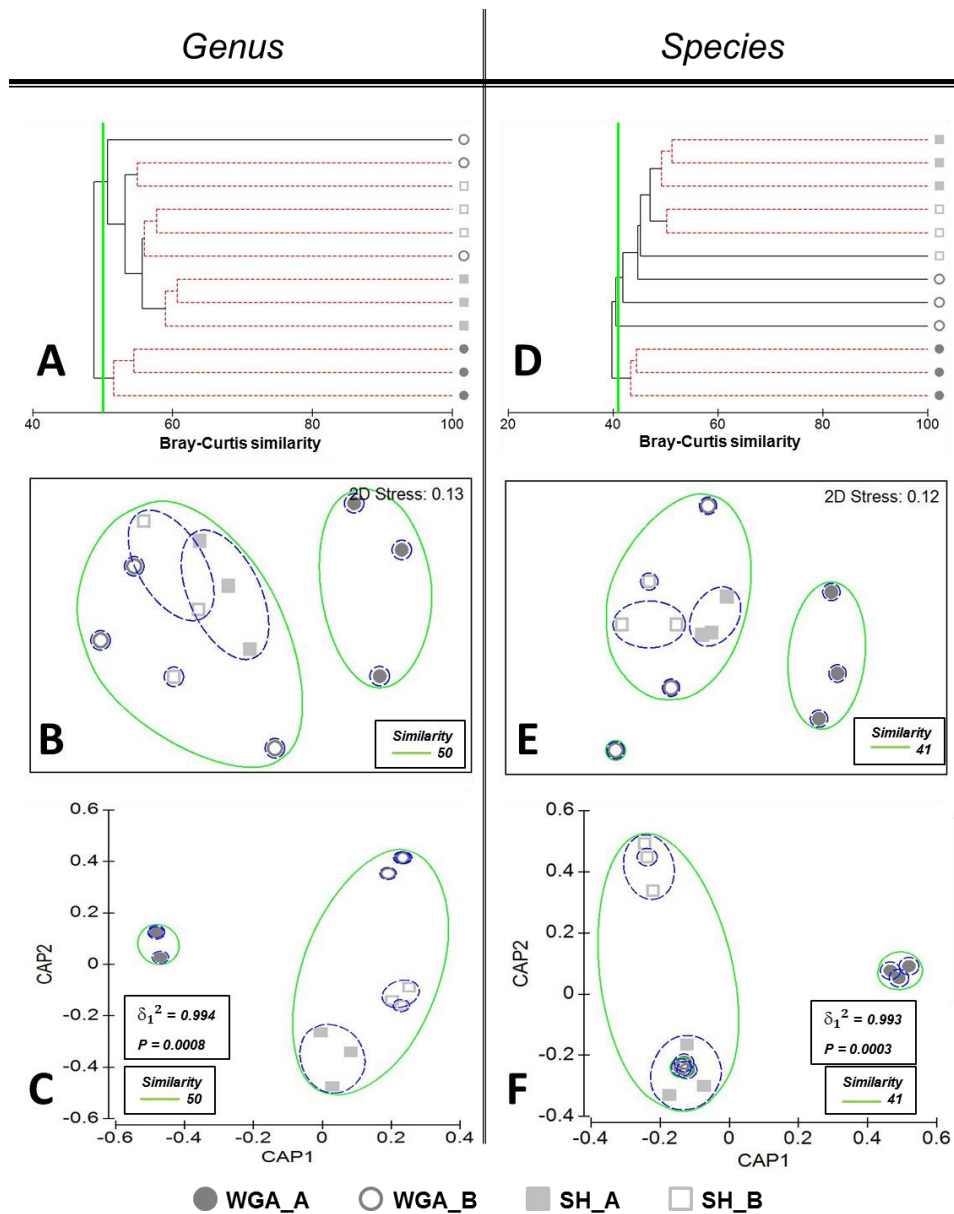 Genus Species
A
40 60 80 100
Bray-Curtis similarity
D
20 40 60 80 100
Bray-Curtis similarity
2D Stress: 0.13
B
Similarity
50
2D Stress: 0.12
E
Similarity
41
0.6
0.4
0.2
0
-0.2
-0.4
-0.6
CAP2
δ₁² = 0.994
P = 0.0008
Similarity
50
C
-0.6 -0.4 -0.2 0 0.2 0.4
CAP1
0.6
0.4
0.2
0
-0.2
-0.4
CAP2
δ₁² = 0.993
P = 0.0003
Similarity
41
F
-0.6 -0.4 -0.2 0 0.2 0.4 0.6
CAP1
WGA_A WGA_B SH_A SH_B